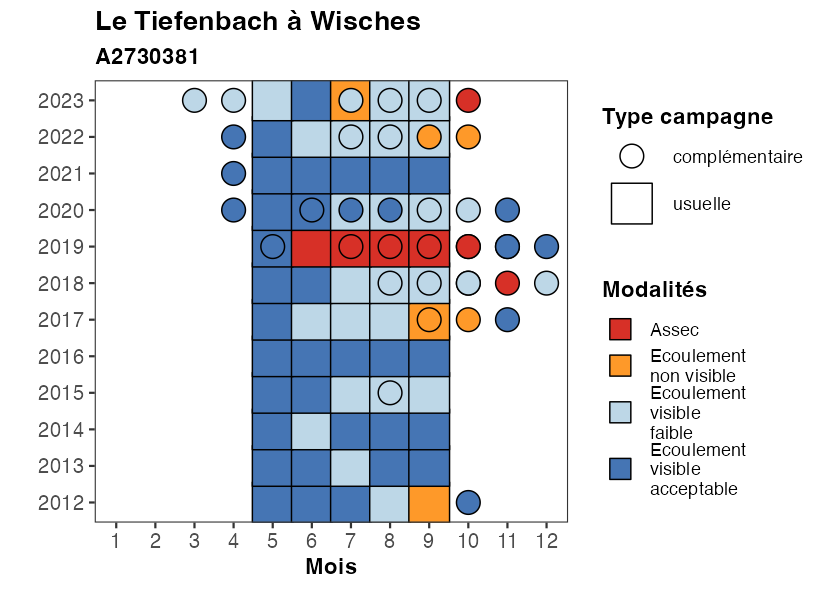 Le Tiefenbach à Wisches
A2730381
2023
2022
2021
2020
2019
2018
2017
2016
2015
2014
2013
2012
1 2 3 4 5 6 7 8 9 10 11 12
Mois
Type campagne
complémentaire
usuelle
Modalités
Assec
Ecoulement
non visible
Ecoulement
visible
faible
Ecoulement
visible
acceptable